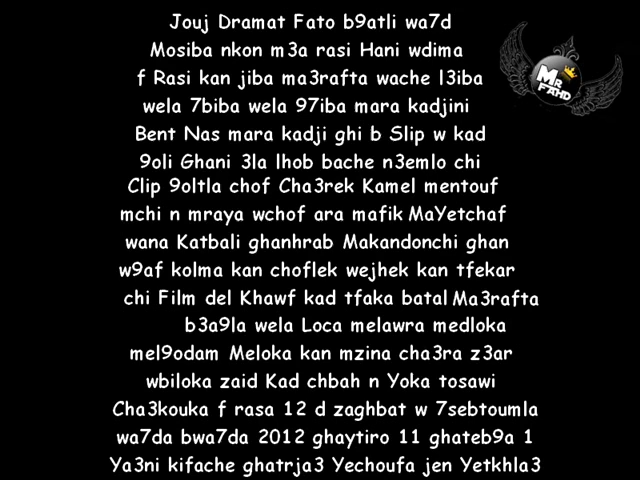 Jouj Dramat Fato b9atli wa7d
Mosiba nkon m3a rasi Hani wdima
f Rasi kan jiba ma3rafta wache l3iba
wela 7biba wela 97iba mara kadjini
Bent Nas mara kadji ghi b Slip w kad
9oli Ghani 3la lhob bache n3emlo chi
Clip 9oltla chof Cha3rek Kamel mentouf
mchi n mraya wchof ara mafik MaYetchaf
wana Katbali ghanhrab Makandonchi ghan
w9af kolma kan choflek wejhek kan tfekar
chi Film del Khawf kad tfaka batal Ma3rafta
b3a9la wela Loca melawra medloka
mel9odam Meloka kan mzina cha3ra z3ar
wbiloka zaid Kad chbah n Yoka tosawi
Cha3kouka f rasa 12 d zaghbat w 7sebtoumla
wa7da bwa7da 2012 ghaytiro 11 ghateb9a 1
Ya3ni kifache ghatrja3 Yechoufa jen Yetkhla3
MR
FAHD